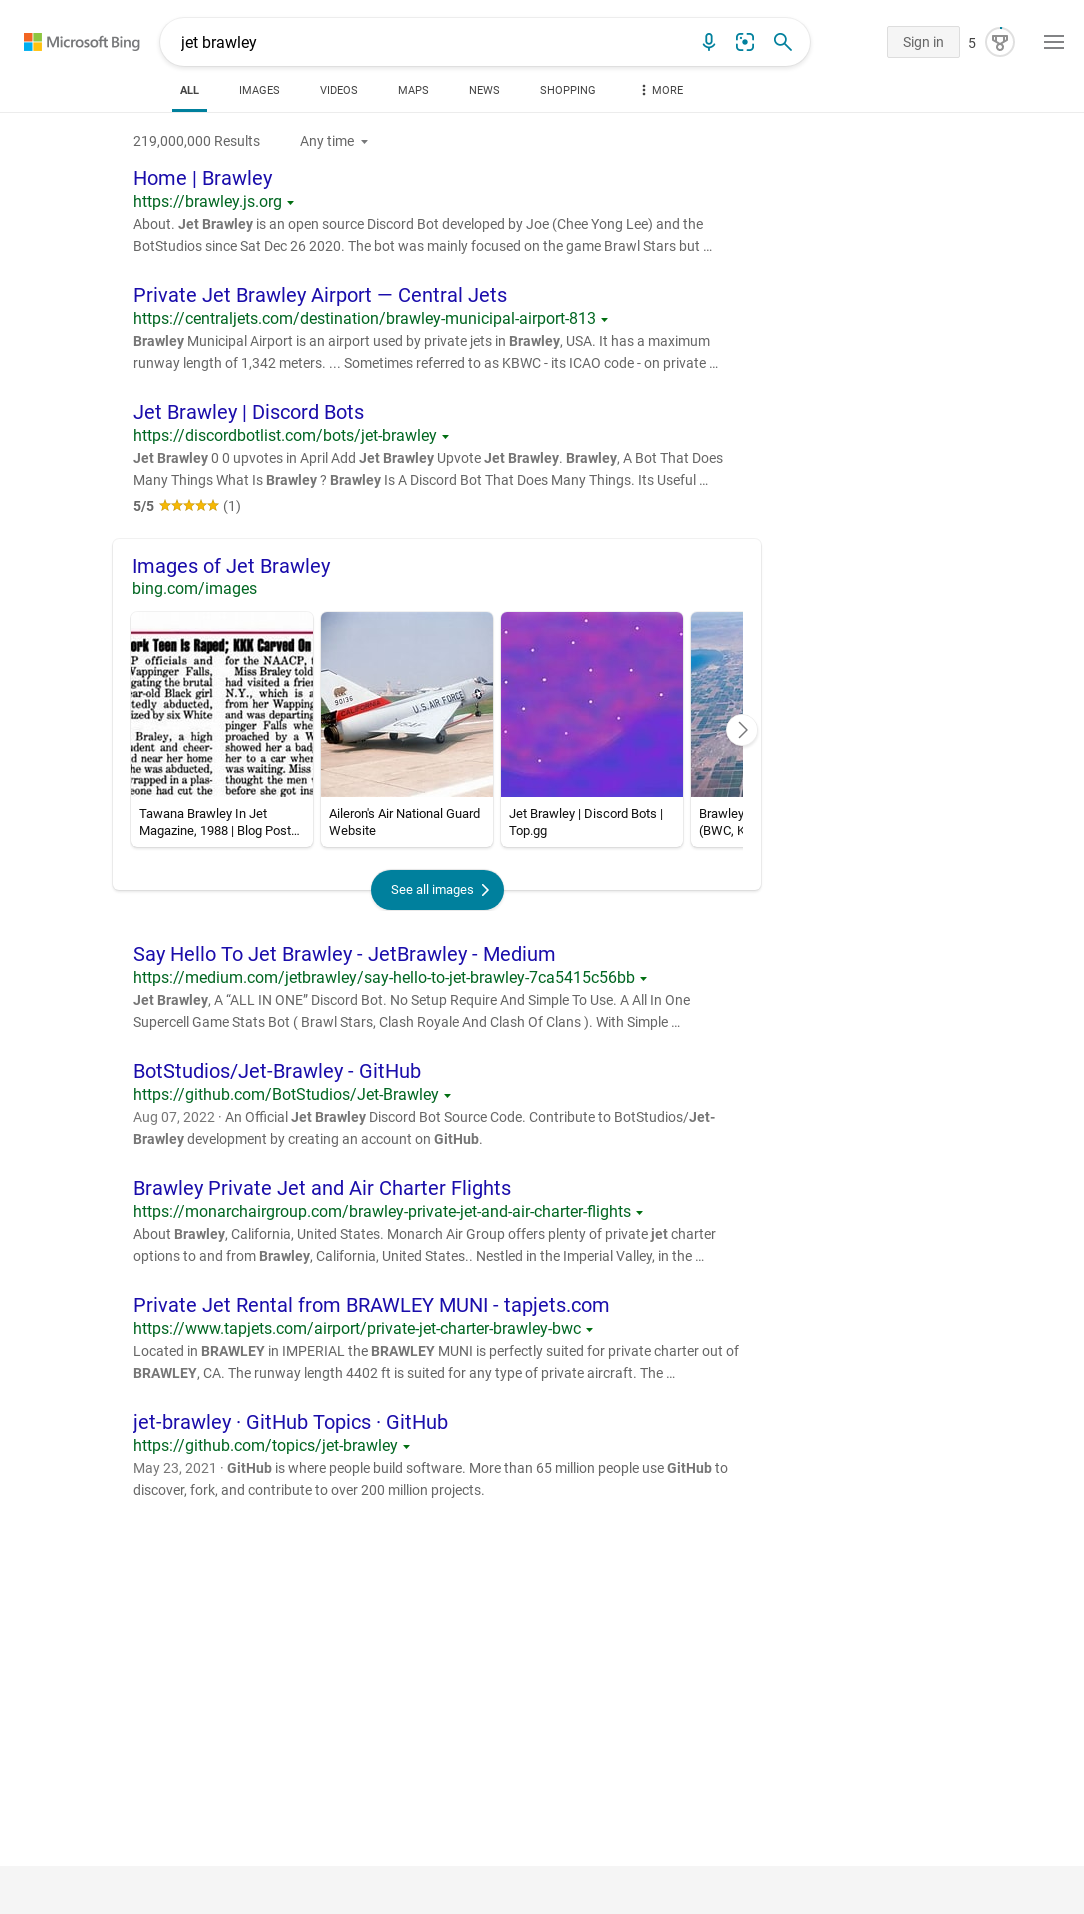 Microsoft Bing
jet brawley
Sign in
5
ALL
IMAGES
VIDEOS
MAPS
NEWS
SHOPPING
MORE
219,000,000 Results
Any time
Home | Brawley
https://brawley.js.org
About. Jet Brawley is an open source Discord Bot developed by Joe (Chee Yong Lee) and the
BotStudios since Sat Dec 26 2020. The bot was mainly focused on the game Brawl Stars but ...
Private Jet Brawley Airport — Central Jets
https://centraljets.com/destination/brawley-municipal-airport-813
Brawley Municipal Airport is an airport used by private jets in Brawley, USA. It has a maximum
runway length of 1,342 meters. ... Sometimes referred to as KBWC - its ICAO code - on private ...
Jet Brawley | Discord Bots
https://discordbotlist.com/bots/jet-brawley
Jet Brawley 0 0 upvotes in April Add Jet Brawley Upvote Jet Brawley. Brawley, A Bot That Does
Many Things What Is Brawley ? Brawley Is A Discord Bot That Does Many Things. Its Useful ...
5/5 ★★★★★ (1)
Images of Jet Brawley
bing.com/images
ork Teen Is Raped; KKK Carved On
P officials and
Wappinger Falls,
gating the brutal
ear-old Black girl
tedly abducted,
ized by six White
Braley, a high
dent and cheer-
d near her home
he was abducted,
wrapped in a plas-
eone had cut the
for the NAACP,
Miss Braley told
had visited a frie
N.Y., which is a
from her Wapping
and was departing
pinger Falls whe
proached by a W
showed her a bad
her to a car wher
was waiting. Miss
thought the men
before she got ins
90136
CALIFORNIA
U.S. AIR FORCE
USAF
Tawana Brawley In Jet
Magazine, 1988 | Blog Post...
Aileron's Air National Guard
Website
Jet Brawley | Discord Bots |
Top.gg
Brawley
(BWC, K
See all images
Say Hello To Jet Brawley - JetBrawley - Medium
https://medium.com/jetbrawley/say-hello-to-jet-brawley-7ca5415c56bb
Jet Brawley, A “ALL IN ONE” Discord Bot. No Setup Require And Simple To Use. A All In One
Supercell Game Stats Bot ( Brawl Stars, Clash Royale And Clash Of Clans ). With Simple ...
BotStudios/Jet-Brawley - GitHub
https://github.com/BotStudios/Jet-Brawley
Aug 07, 2022 · An Official Jet Brawley Discord Bot Source Code. Contribute to BotStudios/Jet-
Brawley development by creating an account on GitHub.
Brawley Private Jet and Air Charter Flights
https://monarchairgroup.com/brawley-private-jet-and-air-charter-flights
About Brawley, California, United States. Monarch Air Group offers plenty of private jet charter
options to and from Brawley, California, United States.. Nestled in the Imperial Valley, in the ...
Private Jet Rental from BRAWLEY MUNI - tapjets.com
https://www.tapjets.com/airport/private-jet-charter-brawley-bwc
Located in BRAWLEY in IMPERIAL the BRAWLEY MUNI is perfectly suited for private charter out of
BRAWLEY, CA. The runway length 4402 ft is suited for any type of private aircraft. The ...
jet-brawley · GitHub Topics · GitHub
https://github.com/topics/jet-brawley
May 23, 2021 · GitHub is where people build software. More than 65 million people use GitHub to
discover, fork, and contribute to over 200 million projects.